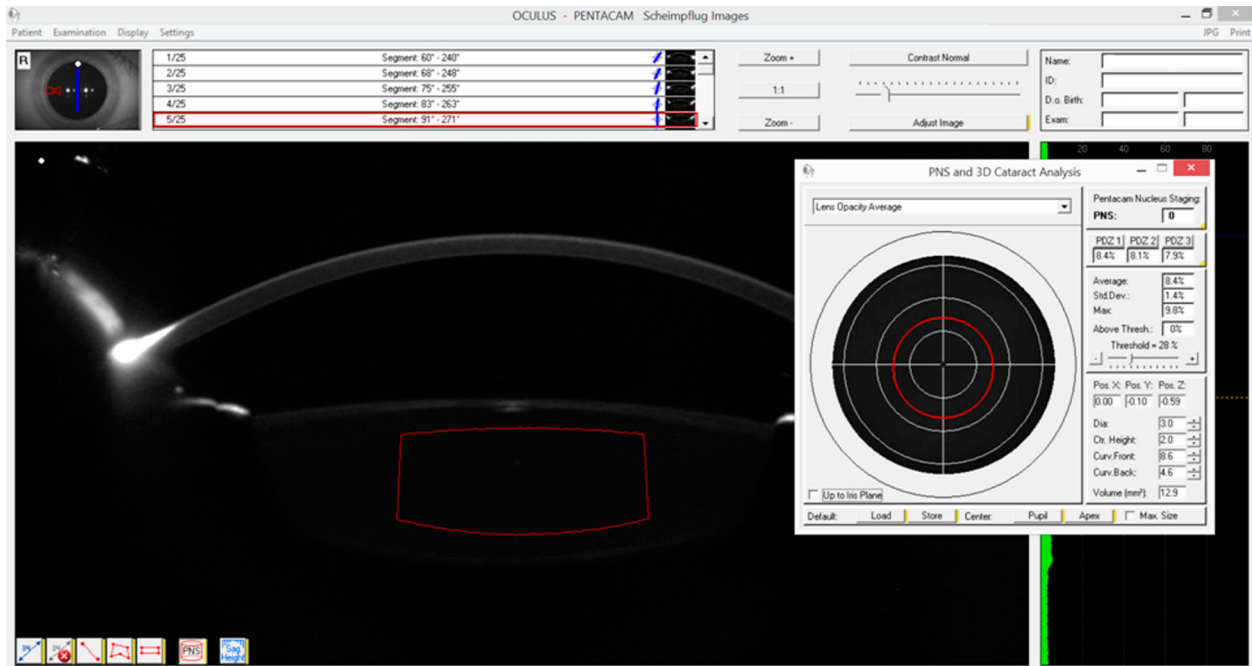 OCULUS - PENTACAM Scheimpflug Images
Patient Examination Display Settings
JPG Print
R
1/25 Segment: 60° - 240°
2/25 Segment: 68° - 248°
3/25 Segment: 75° - 255°
4/25 Segment: 83° - 263°
5/25 Segment: 91° - 271°
Zoom +
1:1
Zoom -
Contrast Normal
Adjust Image
Name:
ID:
D.o. Birth:
Exam:
20 40 60 80
PNS and 3D Cataract Analysis
Lens Opacity Average
Up to Iris Plane
Pentacam Nucleus Staging:
PNS: 0
PDZ 1 PDZ 2 PDZ 3
8.4% 8.1% 7.9%
Average: 8.4%
Std.Dev.: 1.4%
Max: 9.8%
Above Thresh.: 0%
Threshold = 28 %
- +
Pos. X: Pos. Y: Pos. Z:
0.00 -0.10 -0.59
Dia: 3.0
Ctr. Height: 2.0
Curv.Front: 8.6
Curv.Back: 4.6
Volume (mm³): 12.9
Default: Load Store Center: Pupil Apex Max. Size
PNS
Sag. Height